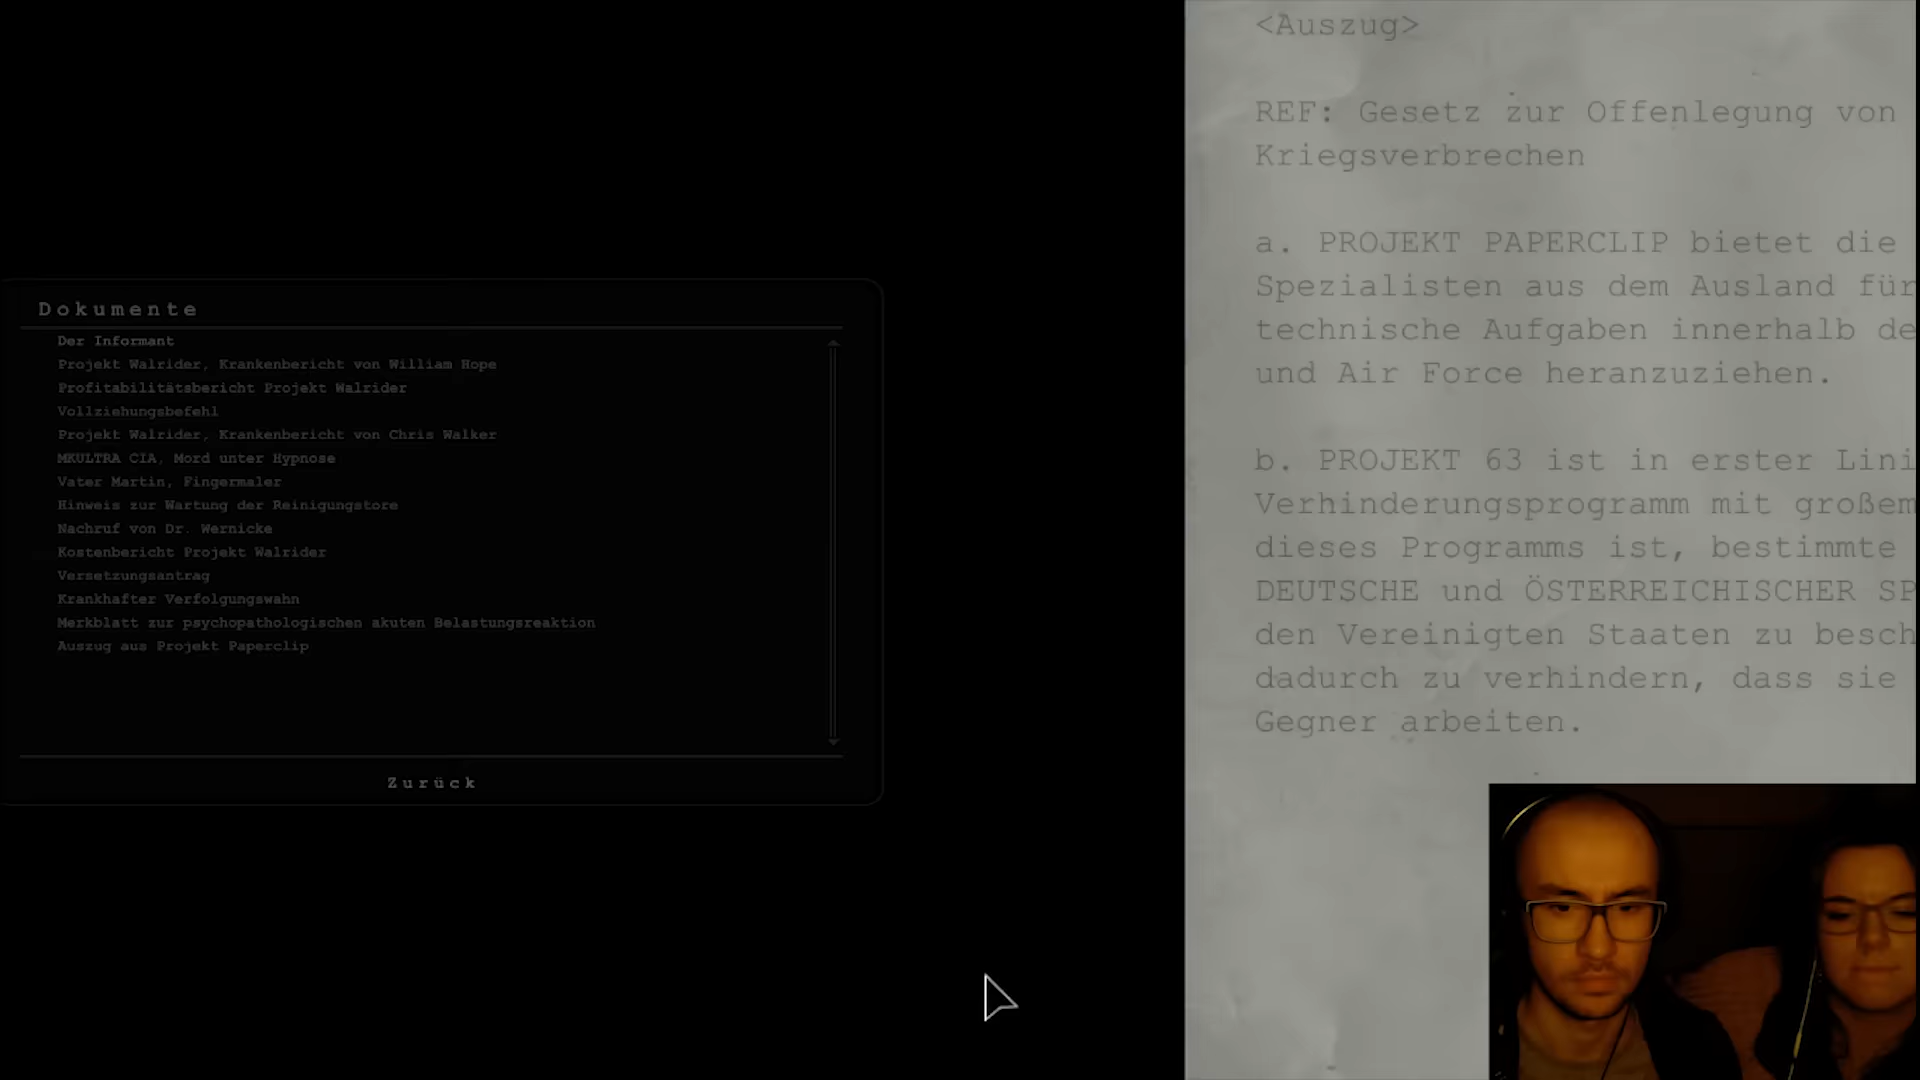 Dokumente
Der Informant
Projekt Walrider, Krankenbericht von William Hope
Profitabilitätsbericht Projekt Walrider
Vollziehungsbefehl
Projekt Walrider, Krankenbericht von Chris Walker
MKULTRA CIA, Mord unter Hypnose
Vater Martin, Fingermaler
Hinweis zur Wartung der Reinigungstore
Nachruf von Dr. Wernicke
Kostenbericht Projekt Walrider
Versetzungsantrag
Krankhafter Verfolgungswahn
Merkblatt zur psychopathologischen akuten Belastungsreaktion
Auszug aus Projekt Paperclip
Zurück
<Auszug>
REF: Gesetz zur Offenlegung von
Kriegsverbrechen
a. PROJEKT PAPERCLIP bietet die
Spezialisten aus dem Ausland für
technische Aufgaben innerhalb de
und Air Force heranzuziehen.
b. PROJEKT 63 ist in erster Lini
Verhinderungsprogramm mit großem
dieses Programms ist, bestimmte
DEUTSCHE und ÖSTERREICHISCHER SP
den Vereinigten Staaten zu besch
dadurch zu verhindern, dass sie
Gegner arbeiten.